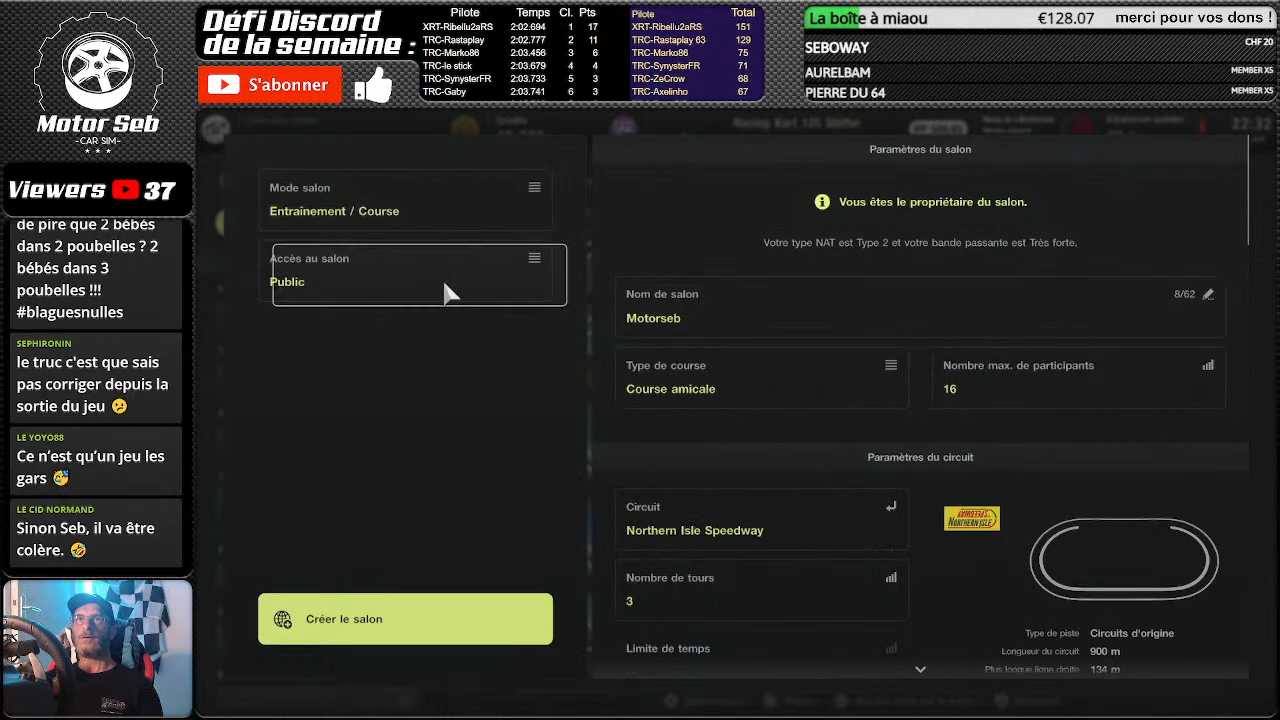 Motor Seb
-CAR SIM-
Défi Discord
de la semaine :
S'abonner
Pilote Temps Cl. Pts
XRT-Ribellu2aRS 2:02.694 1 17
TRC-Rastaplay 2:02.777 2 11
TRC-Marko86 2:03.456 3 6
TRC-le stick 2:03.679 4 4
TRC-SynysterFR 2:03.733 5 3
TRC-Gaby 2:03.741 6 3
Pilote Total
XRT-Ribellu2aRS 151
TRC-Rastaplay 63 129
TRC-Marko86 75
TRC-SynysterFR 71
TRC-ZeCrow 68
TRC-Axelinho 67
La boîte à miaou €128.07 merci pour vos dons !
SEBOWAY CHF 20
AURELBAM MEMBER X5
PIERRE DU 64 MEMBER X5
Viewers 37
de pire que 2 bébés
dans 2 poubelles ? 2
bébés dans 3
poubelles !!!
#blaguesnulles
SEPHIRONIN
le truc c'est que sais
pas corriger depuis la
sortie du jeu
LE YOYO88
Ce n'est qu'un jeu les
gars
LE CID NORMAND
Sinon Seb, il va être
colère.
22:32
Mode salon
Entraînement / Course
Accès au salon
Public
Créer le salon
Paramètres du salon
Vous êtes le propriétaire du salon.
Votre type NAT est Type 2 et votre bande passante est Très forte.
Nom de salon 8/62
Motorseb
Type de course
Course amicale
Nombre max. de participants
16
Paramètres du circuit
Circuit
Northern Isle Speedway
SPEEDWAY
NORTHERN ISLE
Nombre de tours
3
Limite de temps
Type de piste Circuits d'origine
Longueur du circuit 900 m
Plus longue ligne droite 134 m